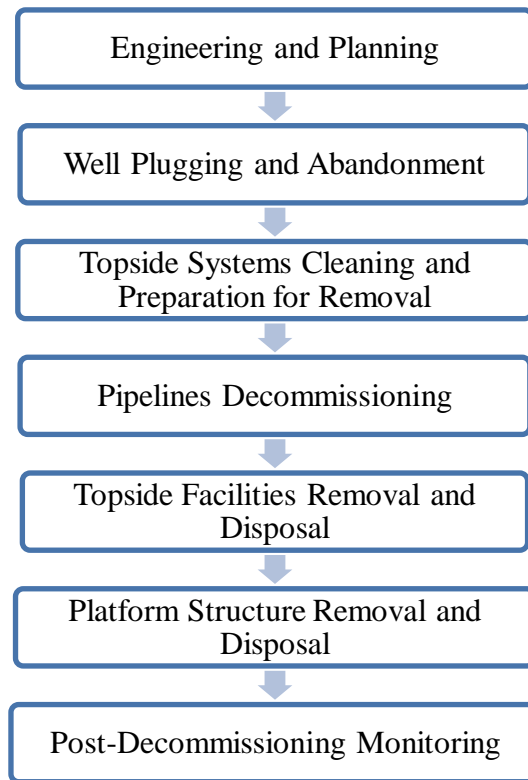 Engineering and Planning
Well Plugging and Abandonment
Topside Systems Cleaning and
Preparation for Removal
Pipelines Decommissioning
Topside Facilities Removal and
Disposal
Platform Structure Removal and
Disposal
Post-Decommissioning Monitoring